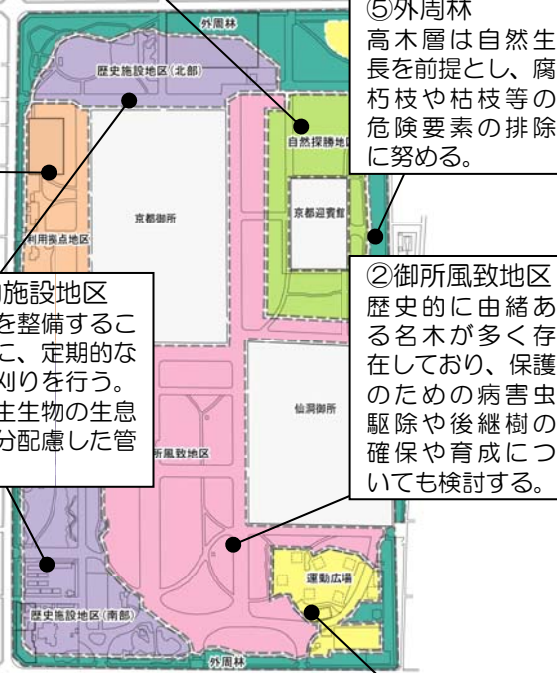 ⑤外周林
高木層は自然生
長を前提とし、腐
朽枝や枯枝等の
危険要素の排除
に努める。
外周林
歴史施設地区(北部)
自然探勝地
京都御所
京都迎賓館
利用拠点地区
②御所風致地区
歴史的に由緒あ
る名木が多く存
在しており、保護
のための病害虫
駆除や後継樹の
確保や育成につ
いても検討する。
施設地区
を整備するこ
に、定期的な
刈りを行う。
生生物の生息
分配慮した管
仙洞御所
所風致地区
運動広場
歴史施設地区(南部)
外周林